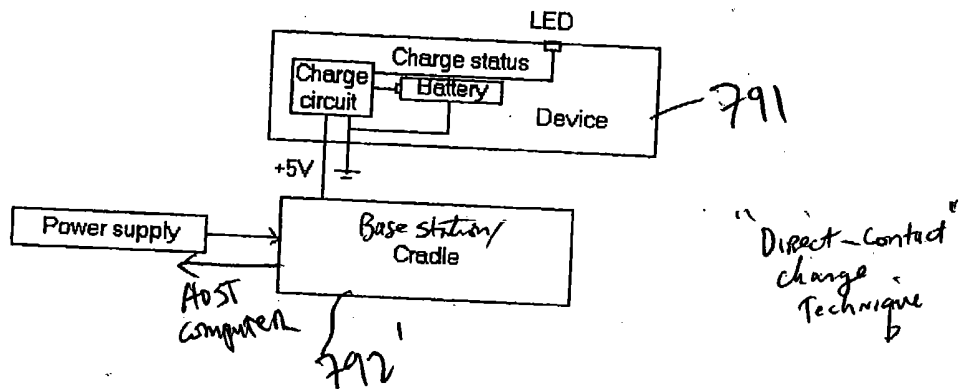 LED
Charge status
Charge
circuit
Battery
Device
791
+5V
Power supply
Base station/
Cradle
HOST
computer
792'
"Direct-Contact"
charge
Technique